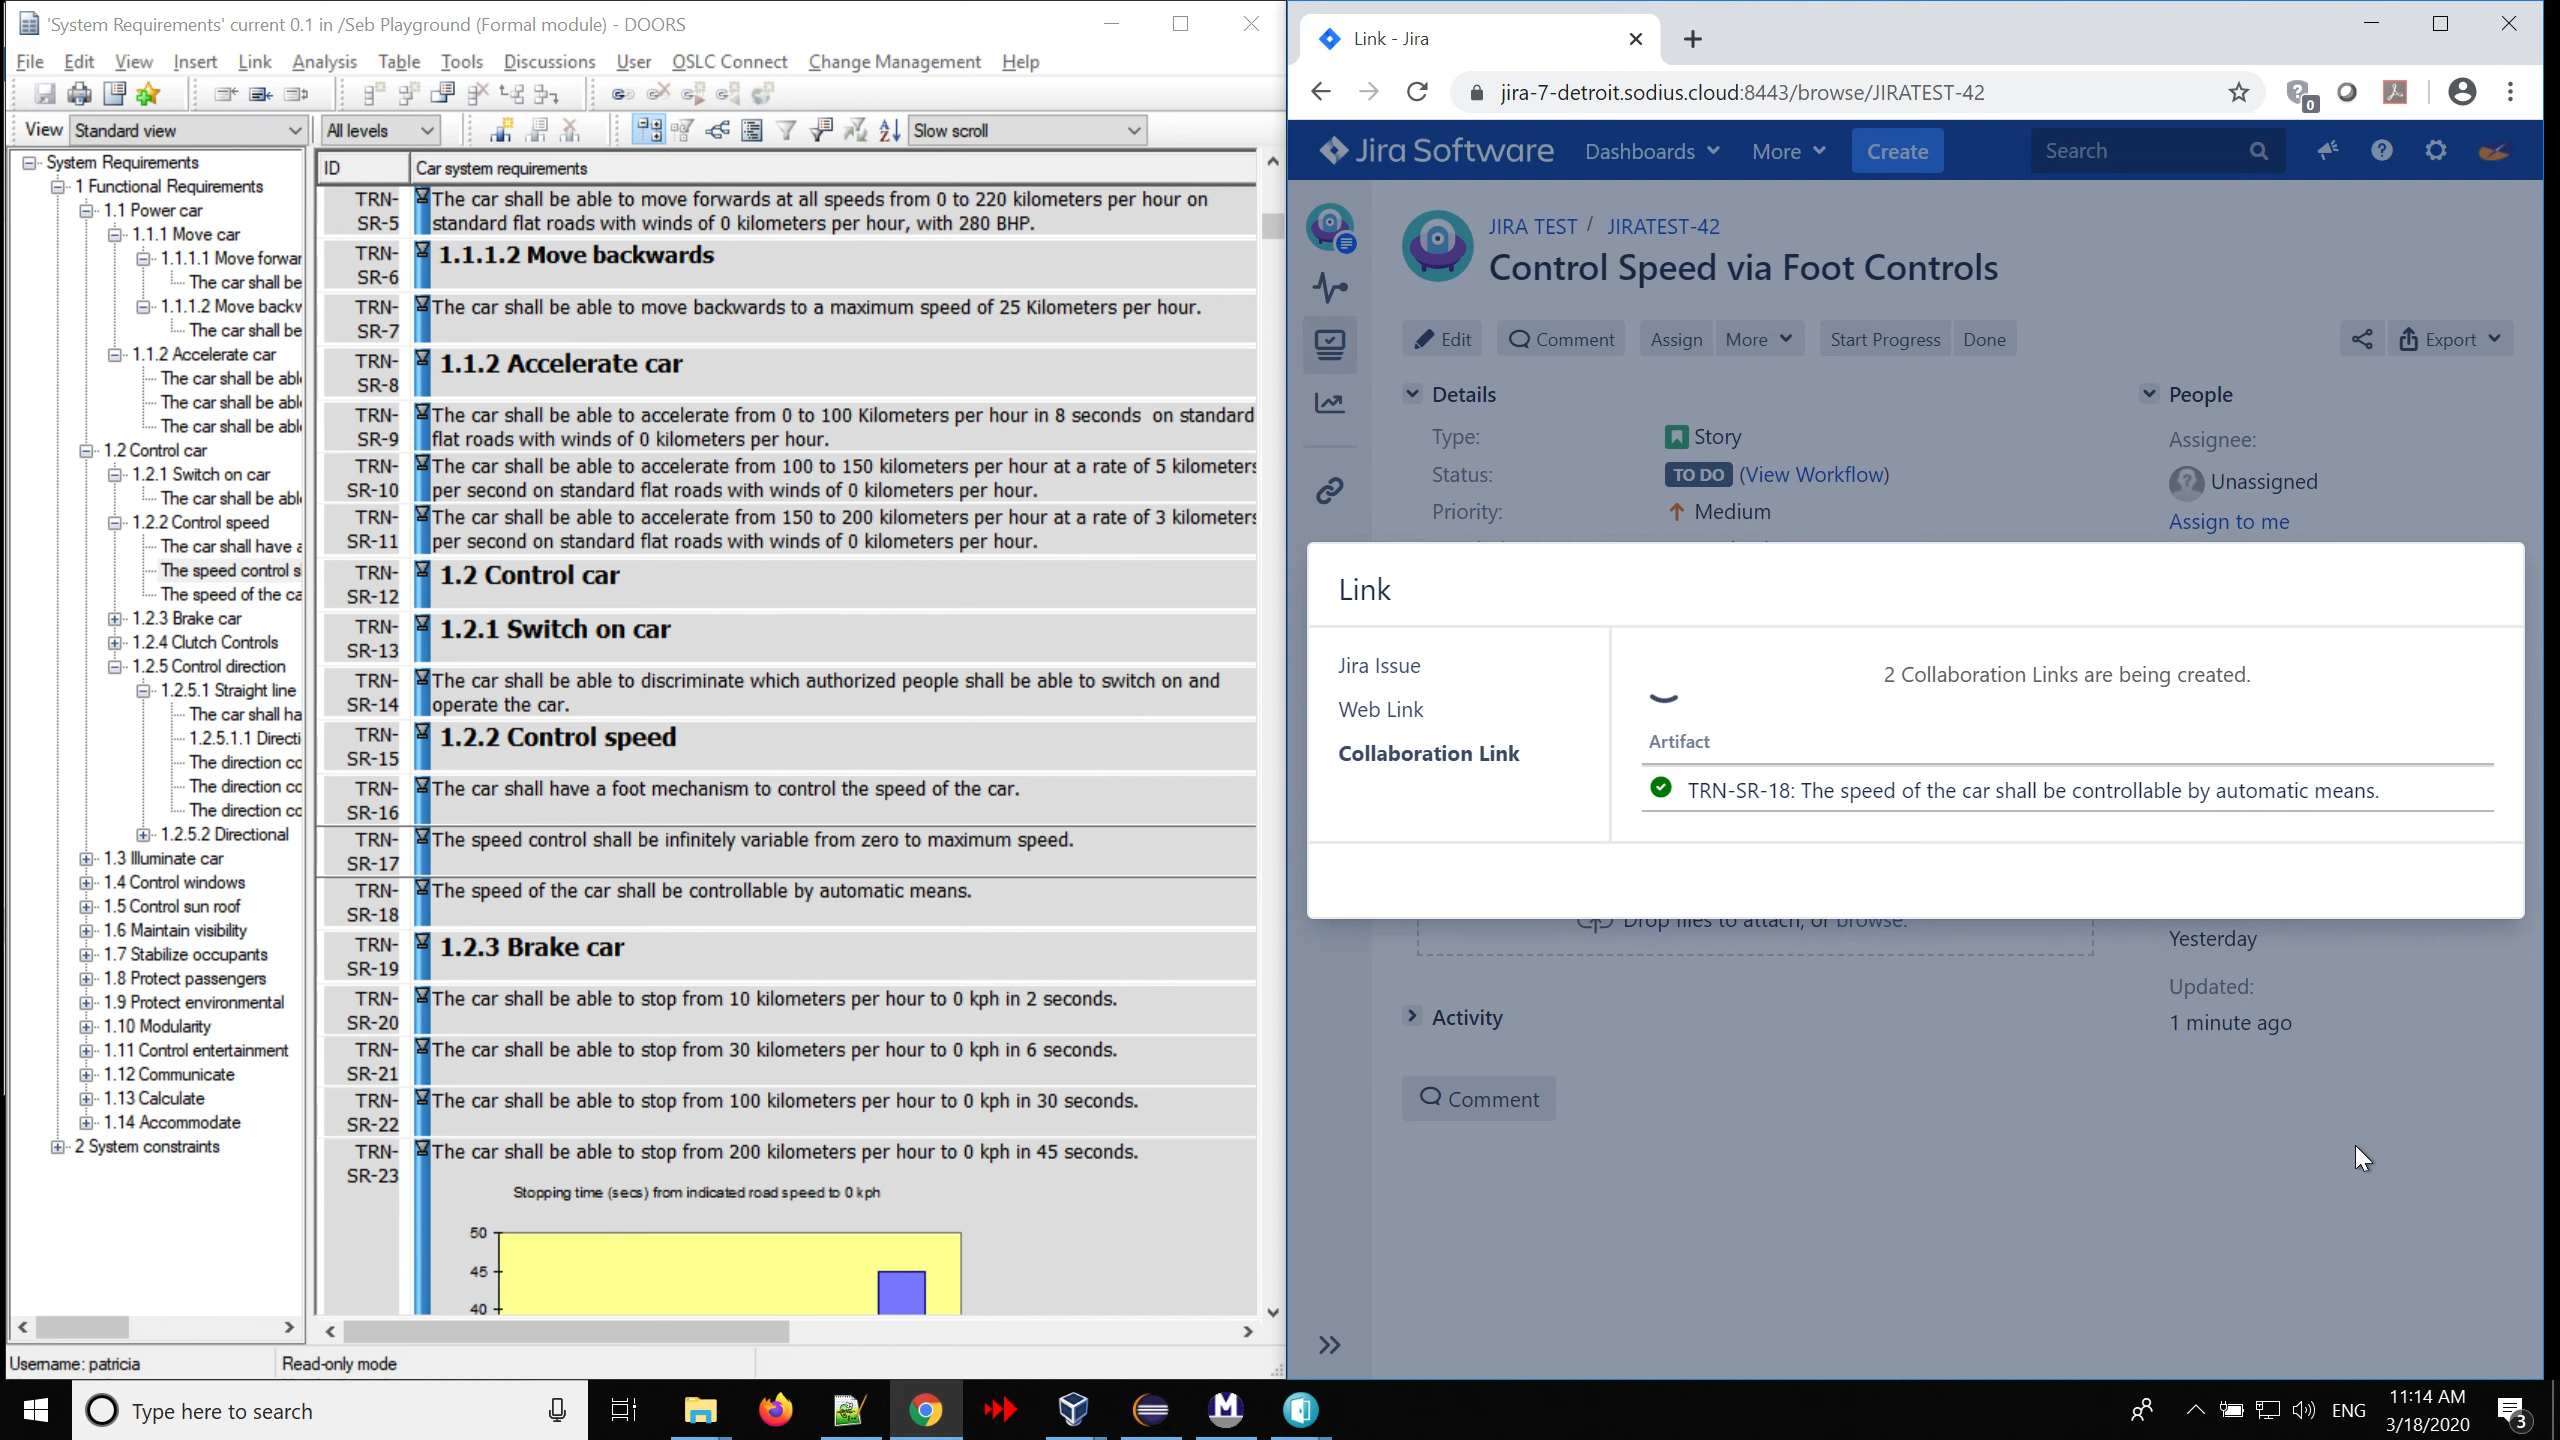 'System Requirements' current 0.1 in /Seb Playground (Formal module) - DOORS
File Edit View Insert Link Analysis Table Tools Discussions User OSLC Connect Change Management Help
View Standard view All levels Slow scroll
System Requirements
1 Functional Requirements
1.1 Power car
1.1.1 Move car
1.1.1.1 Move forwar
The car shall be
1.1.1.2 Move backw
The car shall be
1.1.2 Accelerate car
The car shall be abl
The car shall be abl
The car shall be abl
1.2 Control car
1.2.1 Switch on car
The car shall be abl
1.2.2 Control speed
The car shall have a
The speed control s
The speed of the ca
1.2.3 Brake car
1.2.4 Clutch Controls
1.2.5 Control direction
1.2.5.1 Straight line
The car shall ha
1.2.5.1.1 Directi
The direction co
The direction co
The direction co
1.2.5.2 Directional
1.3 Illuminate car
1.4 Control windows
1.5 Control sun roof
1.6 Maintain visibility
1.7 Stabilize occupants
1.8 Protect passengers
1.9 Protect environmental
1.10 Modularity
1.11 Control entertainment
1.12 Communicate
1.13 Calculate
1.14 Accommodate
2 System constraints
ID Car system requirements
TRN- The car shall be able to move forwards at all speeds from 0 to 220 kilometers per hour on
SR-5 standard flat roads with winds of 0 kilometers per hour, with 280 BHP.
TRN- 1.1.1.2 Move backwards
SR-6
TRN- The car shall be able to move backwards to a maximum speed of 25 Kilometers per hour.
SR-7
TRN- 1.1.2 Accelerate car
SR-8
TRN- The car shall be able to accelerate from 0 to 100 Kilometers per hour in 8 seconds on standard
SR-9 flat roads with winds of 0 kilometers per hour.
TRN- The car shall be able to accelerate from 100 to 150 kilometers per hour at a rate of 5 kilometers
SR-10 per second on standard flat roads with winds of 0 kilometers per hour.
TRN- The car shall be able to accelerate from 150 to 200 kilometers per hour at a rate of 3 kilometers
SR-11 per second on standard flat roads with winds of 0 kilometers per hour.
TRN- 1.2 Control car
SR-12
TRN- 1.2.1 Switch on car
SR-13
TRN- The car shall be able to discriminate which authorized people shall be able to switch on and
SR-14 operate the car.
TRN- 1.2.2 Control speed
SR-15
TRN- The car shall have a foot mechanism to control the speed of the car.
SR-16
TRN- The speed control shall be infinitely variable from zero to maximum speed.
SR-17
TRN- The speed of the car shall be controllable by automatic means.
SR-18
TRN- 1.2.3 Brake car
SR-19
TRN- The car shall be able to stop from 10 kilometers per hour to 0 kph in 2 seconds.
SR-20
TRN- The car shall be able to stop from 30 kilometers per hour to 0 kph in 6 seconds.
SR-21
TRN- The car shall be able to stop from 100 kilometers per hour to 0 kph in 30 seconds.
SR-22
TRN- The car shall be able to stop from 200 kilometers per hour to 0 kph in 45 seconds.
SR-23
Stopping time (secs) from indicated road speed to 0 kph
50
45
40
Username: patricia Read-only mode
Link - Jira
jira-7-detroit.sodius.cloud:8443/browse/JIRATEST-42 0
Jira Software Dashboards More Create Search
JIRA TEST / JIRATEST-42
Control Speed via Foot Controls
Edit Comment Assign More Start Progress Done Export
Details
Type: Story
Status: TO DO (View Workflow)
Priority: Medium
People
Assignee:
Unassigned
Assign to me
Link
Jira Issue
Web Link
Collaboration Link
2 Collaboration Links are being created.
Artifact
TRN-SR-18: The speed of the car shall be controllable by automatic means.
Drop files to attach, or browse.
Yesterday
Updated:
1 minute ago
Activity
Comment
Type here to search
ENG
11:14 AM
3/18/2020
3